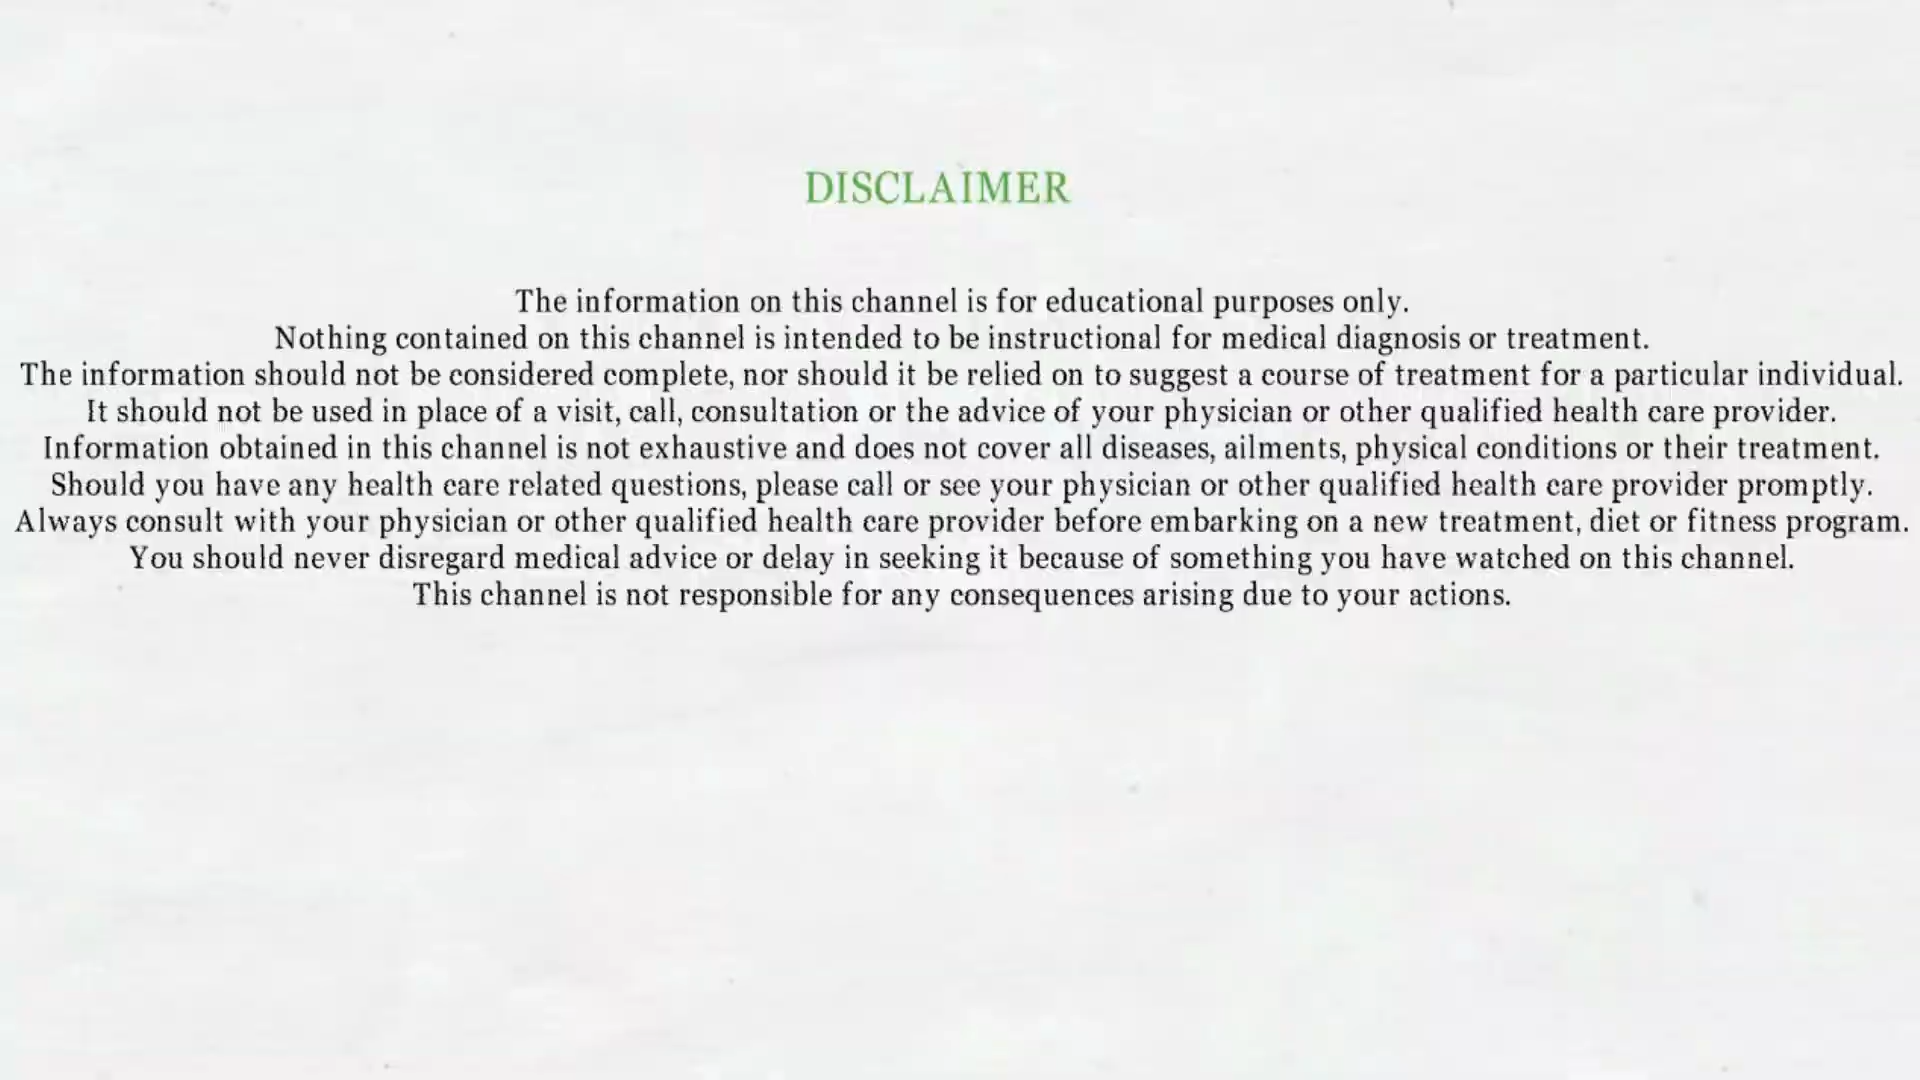 DISCLAIMER
The information on this channel is for educational purposes only.
Nothing contained on this channel is intended to be instructional for medical diagnosis or treatment.
The information should not be considered complete, nor should it be relied on to suggest a course of treatment for a particular individual.
It should not be used in place of a visit, call, consultation or the advice of your physician or other qualified health care provider.
Information obtained in this channel is not exhaustive and does not cover all diseases, ailments, physical conditions or their treatment.
Should you have any health care related questions, please call or see your physician or other qualified health care provider promptly.
Always consult with your physician or other qualified health care provider before embarking on a new treatment, diet or fitness program.
You should never disregard medical advice or delay in seeking it because of something you have watched on this channel.
This channel is not responsible for any consequences arising due to your actions.